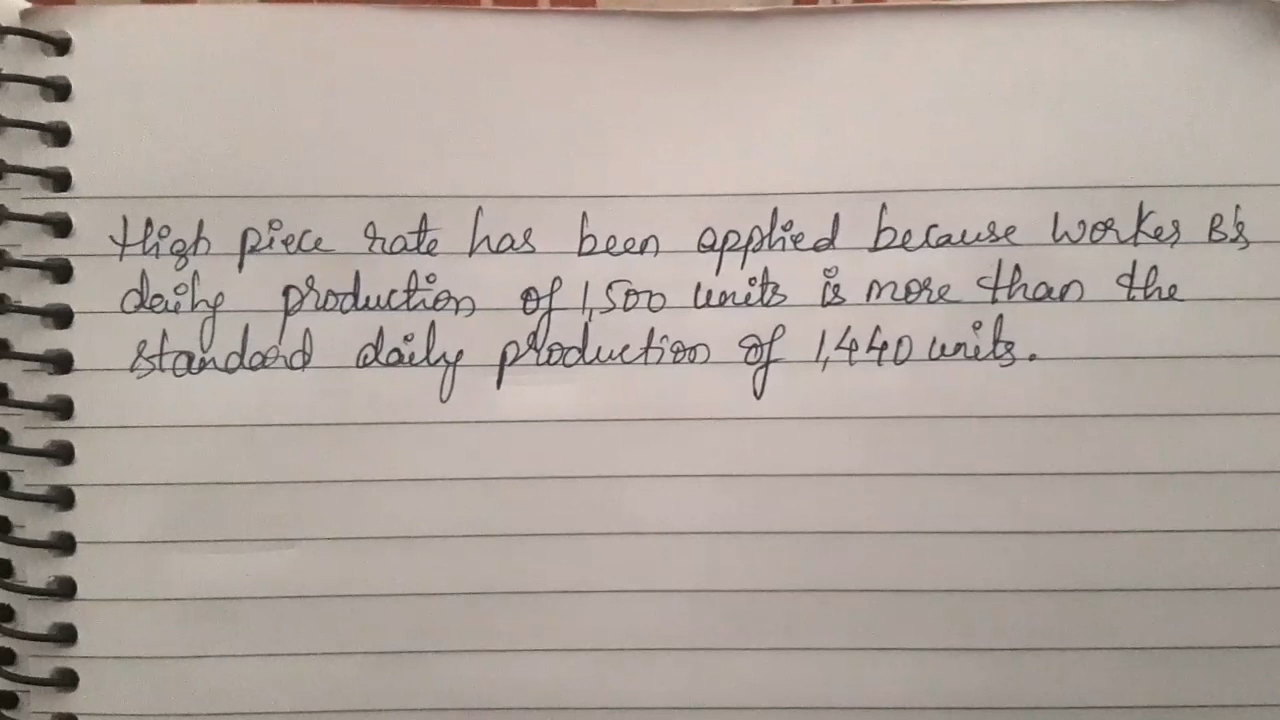 High piece rate has been applied because worker B's
daily production of 1,500 units is more than the
standard daily production of 1,440 units.